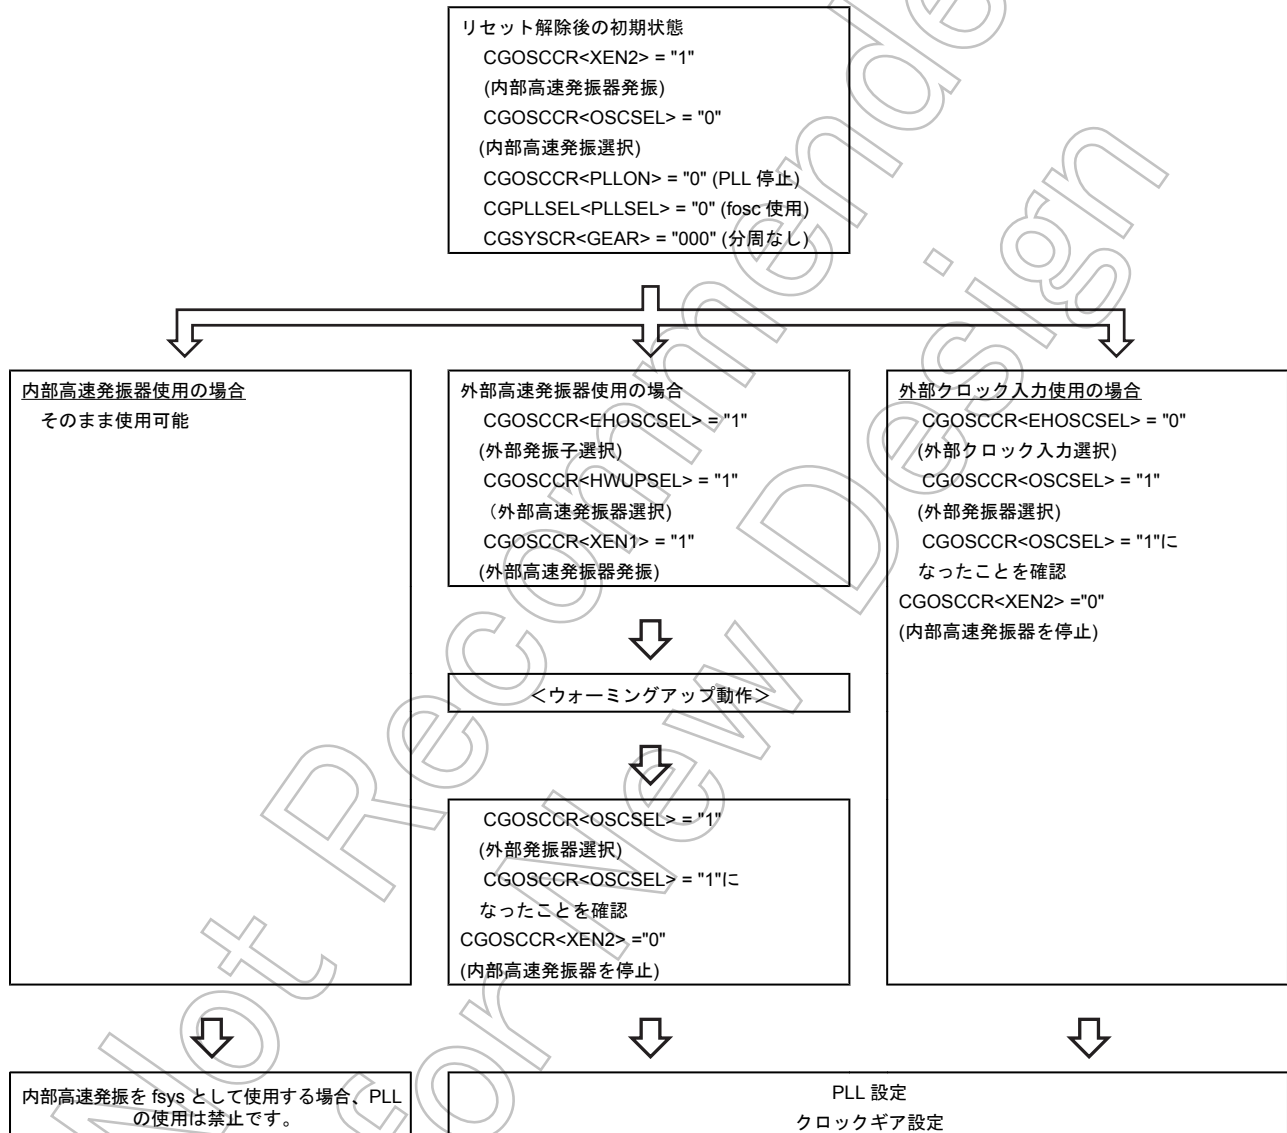 リセット解除後の初期状態
CGOSCCR<XEN2> = "1"
(内部高速発振器発振)
CGOSCCR<OSCSEL> = "0"
(内部高速発振選択)
CGOSCCR<PLLON> = "0" (PLL 停止)
CGPLLSEL<PLLSEL> = "0" (fosc 使用)
CGSYSCR<GEAR> = "000" (分周なし)
内部高速発振器使用の場合
そのまま使用可能
外部高速発振器使用の場合
CGOSCCR<EHOSCSEL> = "1"
(外部発振子選択)
CGOSCCR<HWUPSEL> = "1"
（外部高速発振器選択)
CGOSCCR<XEN1> = "1"
(外部高速発振器発振)
<ウォーミングアップ動作>
CGOSCCR<OSCSEL> = "1"
(外部発振器選択)
CGOSCCR<OSCSEL> = "1"に
なったことを確認
CGOSCCR<XEN2> ="0"
(内部高速発振器を停止)
外部クロック入力使用の場合
CGOSCCR<EHOSCSEL> = "0"
(外部クロック入力選択)
CGOSCCR<OSCSEL> = "1"
(外部発振器選択)
CGOSCCR<OSCSEL> = "1"に
なったことを確認
CGOSCCR<XEN2> ="0"
(内部高速発振器を停止)
内部高速発振を fsys として使用する場合、PLL
の使用は禁止です。
PLL 設定
クロックギア設定
Not Recommended
for New Design